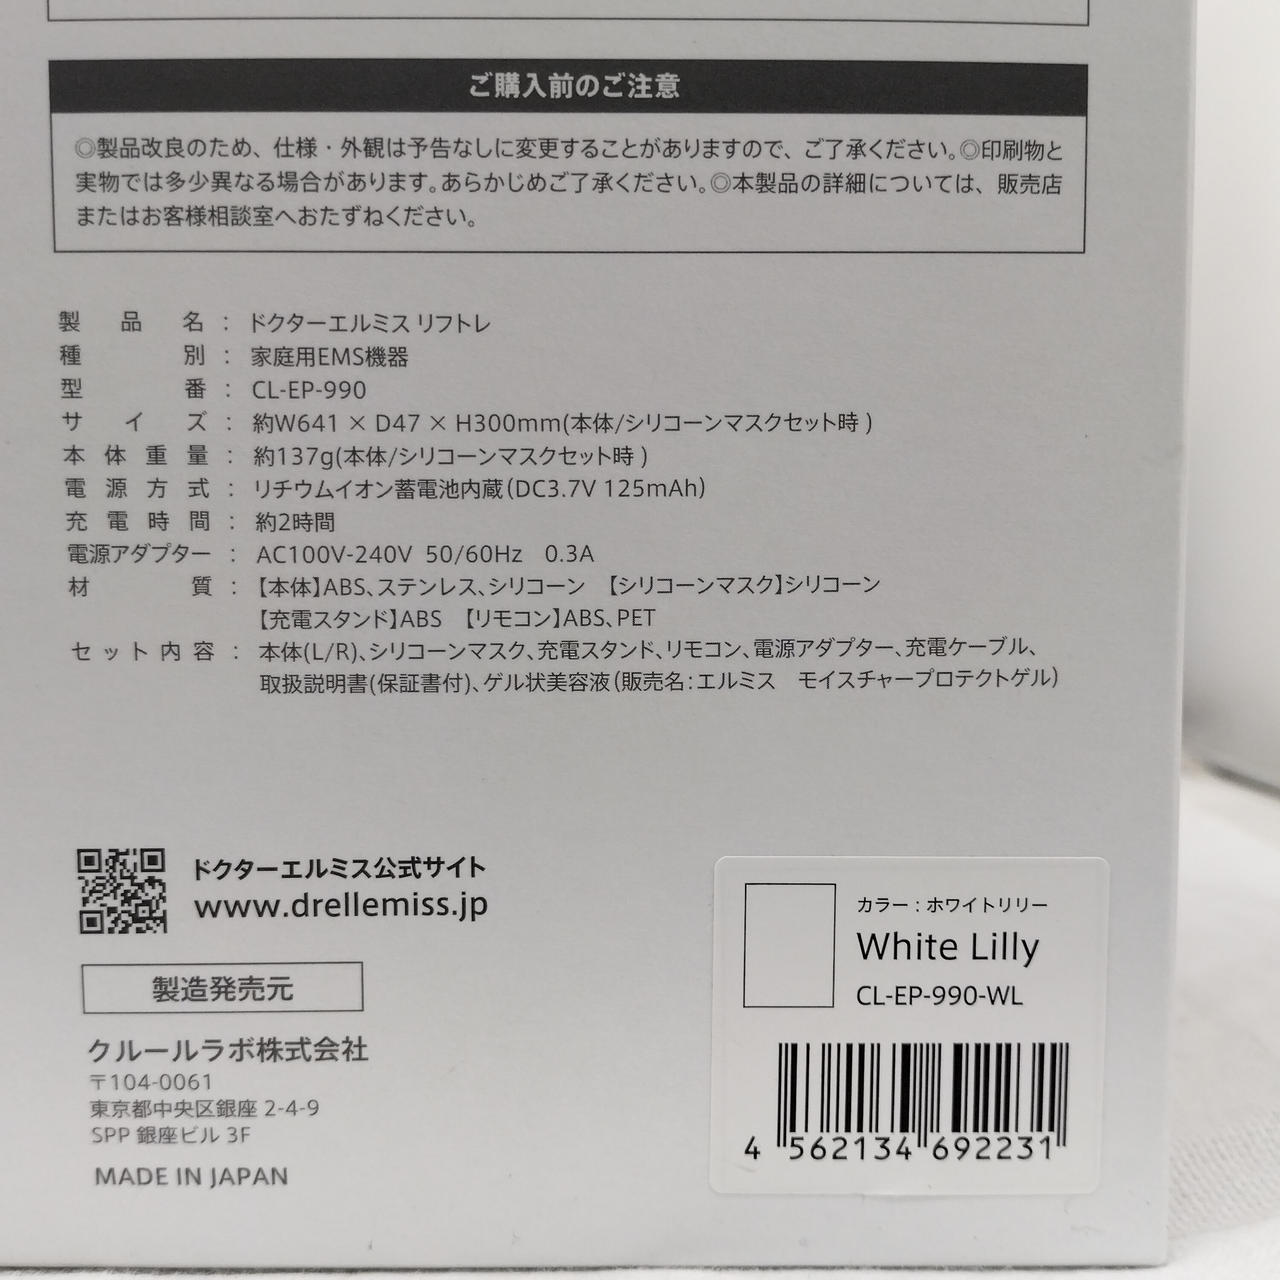 ご購入前のご注意
◎製品改良のため、仕様・外観は予告なしに変更することがありますので、ご了承ください。◎印刷物と
実物では多少異なる場合があります。あらかじめご了承ください。◎本製品の詳細については、販売店
またはお客様相談室へおたずねください。
製品名：ドクターエルミス リフトレ
種別：家庭用EMS機器
型番：CL-EP-990
サイズ：約W641 × D47 × H300mm(本体/シリコーンマスクセット時)
本体重量：約137g(本体/シリコーンマスクセット時)
電源方式：リチウムイオン蓄電池内蔵(DC3.7V 125mAh)
充電時間：約2時間
電源アダプター：AC100V-240V 50/60Hz 0.3A
材質：【本体】ABS、ステンレス、シリコーン 【シリコーンマスク】シリコーン
【充電スタンド】ABS 【リモコン】ABS、PET
セット内容：本体(L/R)、シリコーンマスク、充電スタンド、リモコン、電源アダプター、充電ケーブル、
取扱説明書(保証書付)、ゲル状美容液(販売名：エルミス モイスチャープロテクトゲル)
ドクターエルミス公式サイト
www.drellemiss.jp
製造発売元
クルールラボ株式会社
〒104-0061
東京都中央区銀座 2-4-9
SPP 銀座ビル 3F
MADE IN JAPAN
カラー：ホワイトリリー
White Lilly
CL-EP-990-WL
4 562134 692231